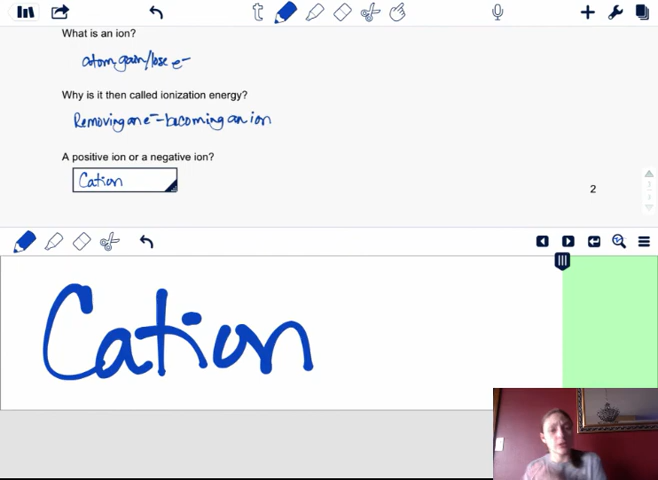 t
What is an ion?
atom gain/lose e−
Why is it then called ionization energy?
Removing an e− - becoming an ion
A positive ion or a negative ion?
Cation
2
Cation